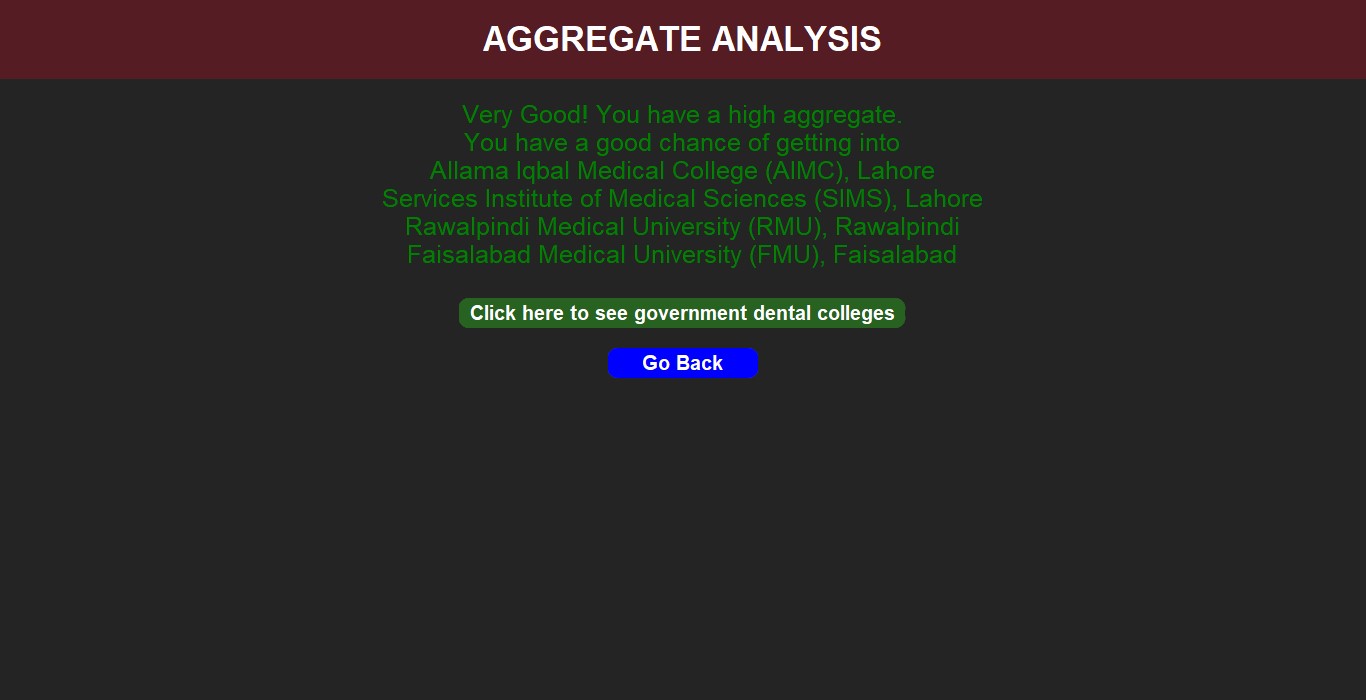 AGGREGATE ANALYSIS
Very Good! You have a high aggregate.
You have a good chance of getting into
Allama Iqbal Medical College (AIMC), Lahore
Services Institute of Medical Sciences (SIMS), Lahore
Rawalpindi Medical University (RMU), Rawalpindi
Faisalabad Medical University (FMU), Faisalabad
Click here to see government dental colleges
Go Back